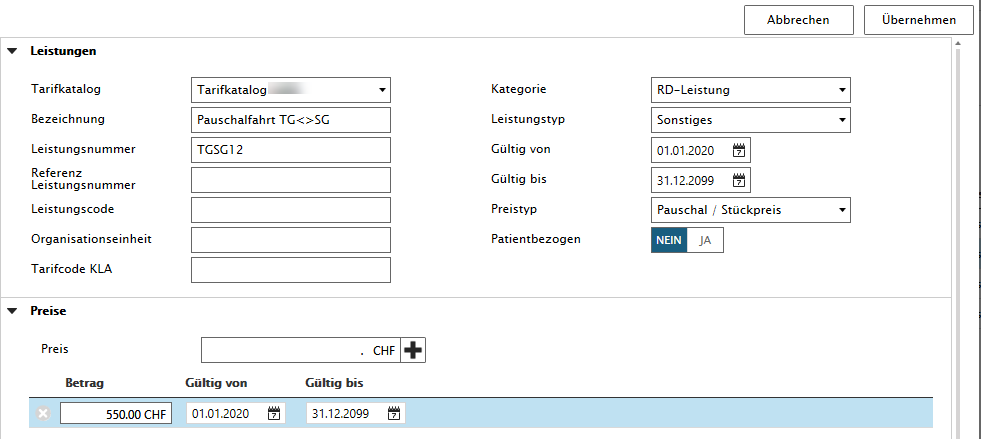 Abbrechen Übernehmen
Leistungen
Tarifkatalog Tarifkatalog Kategorie RD-Leistung
Bezeichnung Pauschalfahrt TG<>SG Leistungstyp Sonstiges
Leistungsnummer TGSG12 Gültig von 01.01.2020
Referenz
Leistungsnummer Gültig bis 31.12.2099
Leistungscode Preistyp Pauschal / Stückpreis
Organisationseinheit Patientbezogen NEIN JA
Tarifcode KLA
Preise
Preis . CHF
Betrag Gültig von Gültig bis
550.00 CHF 01.01.2020 31.12.2099